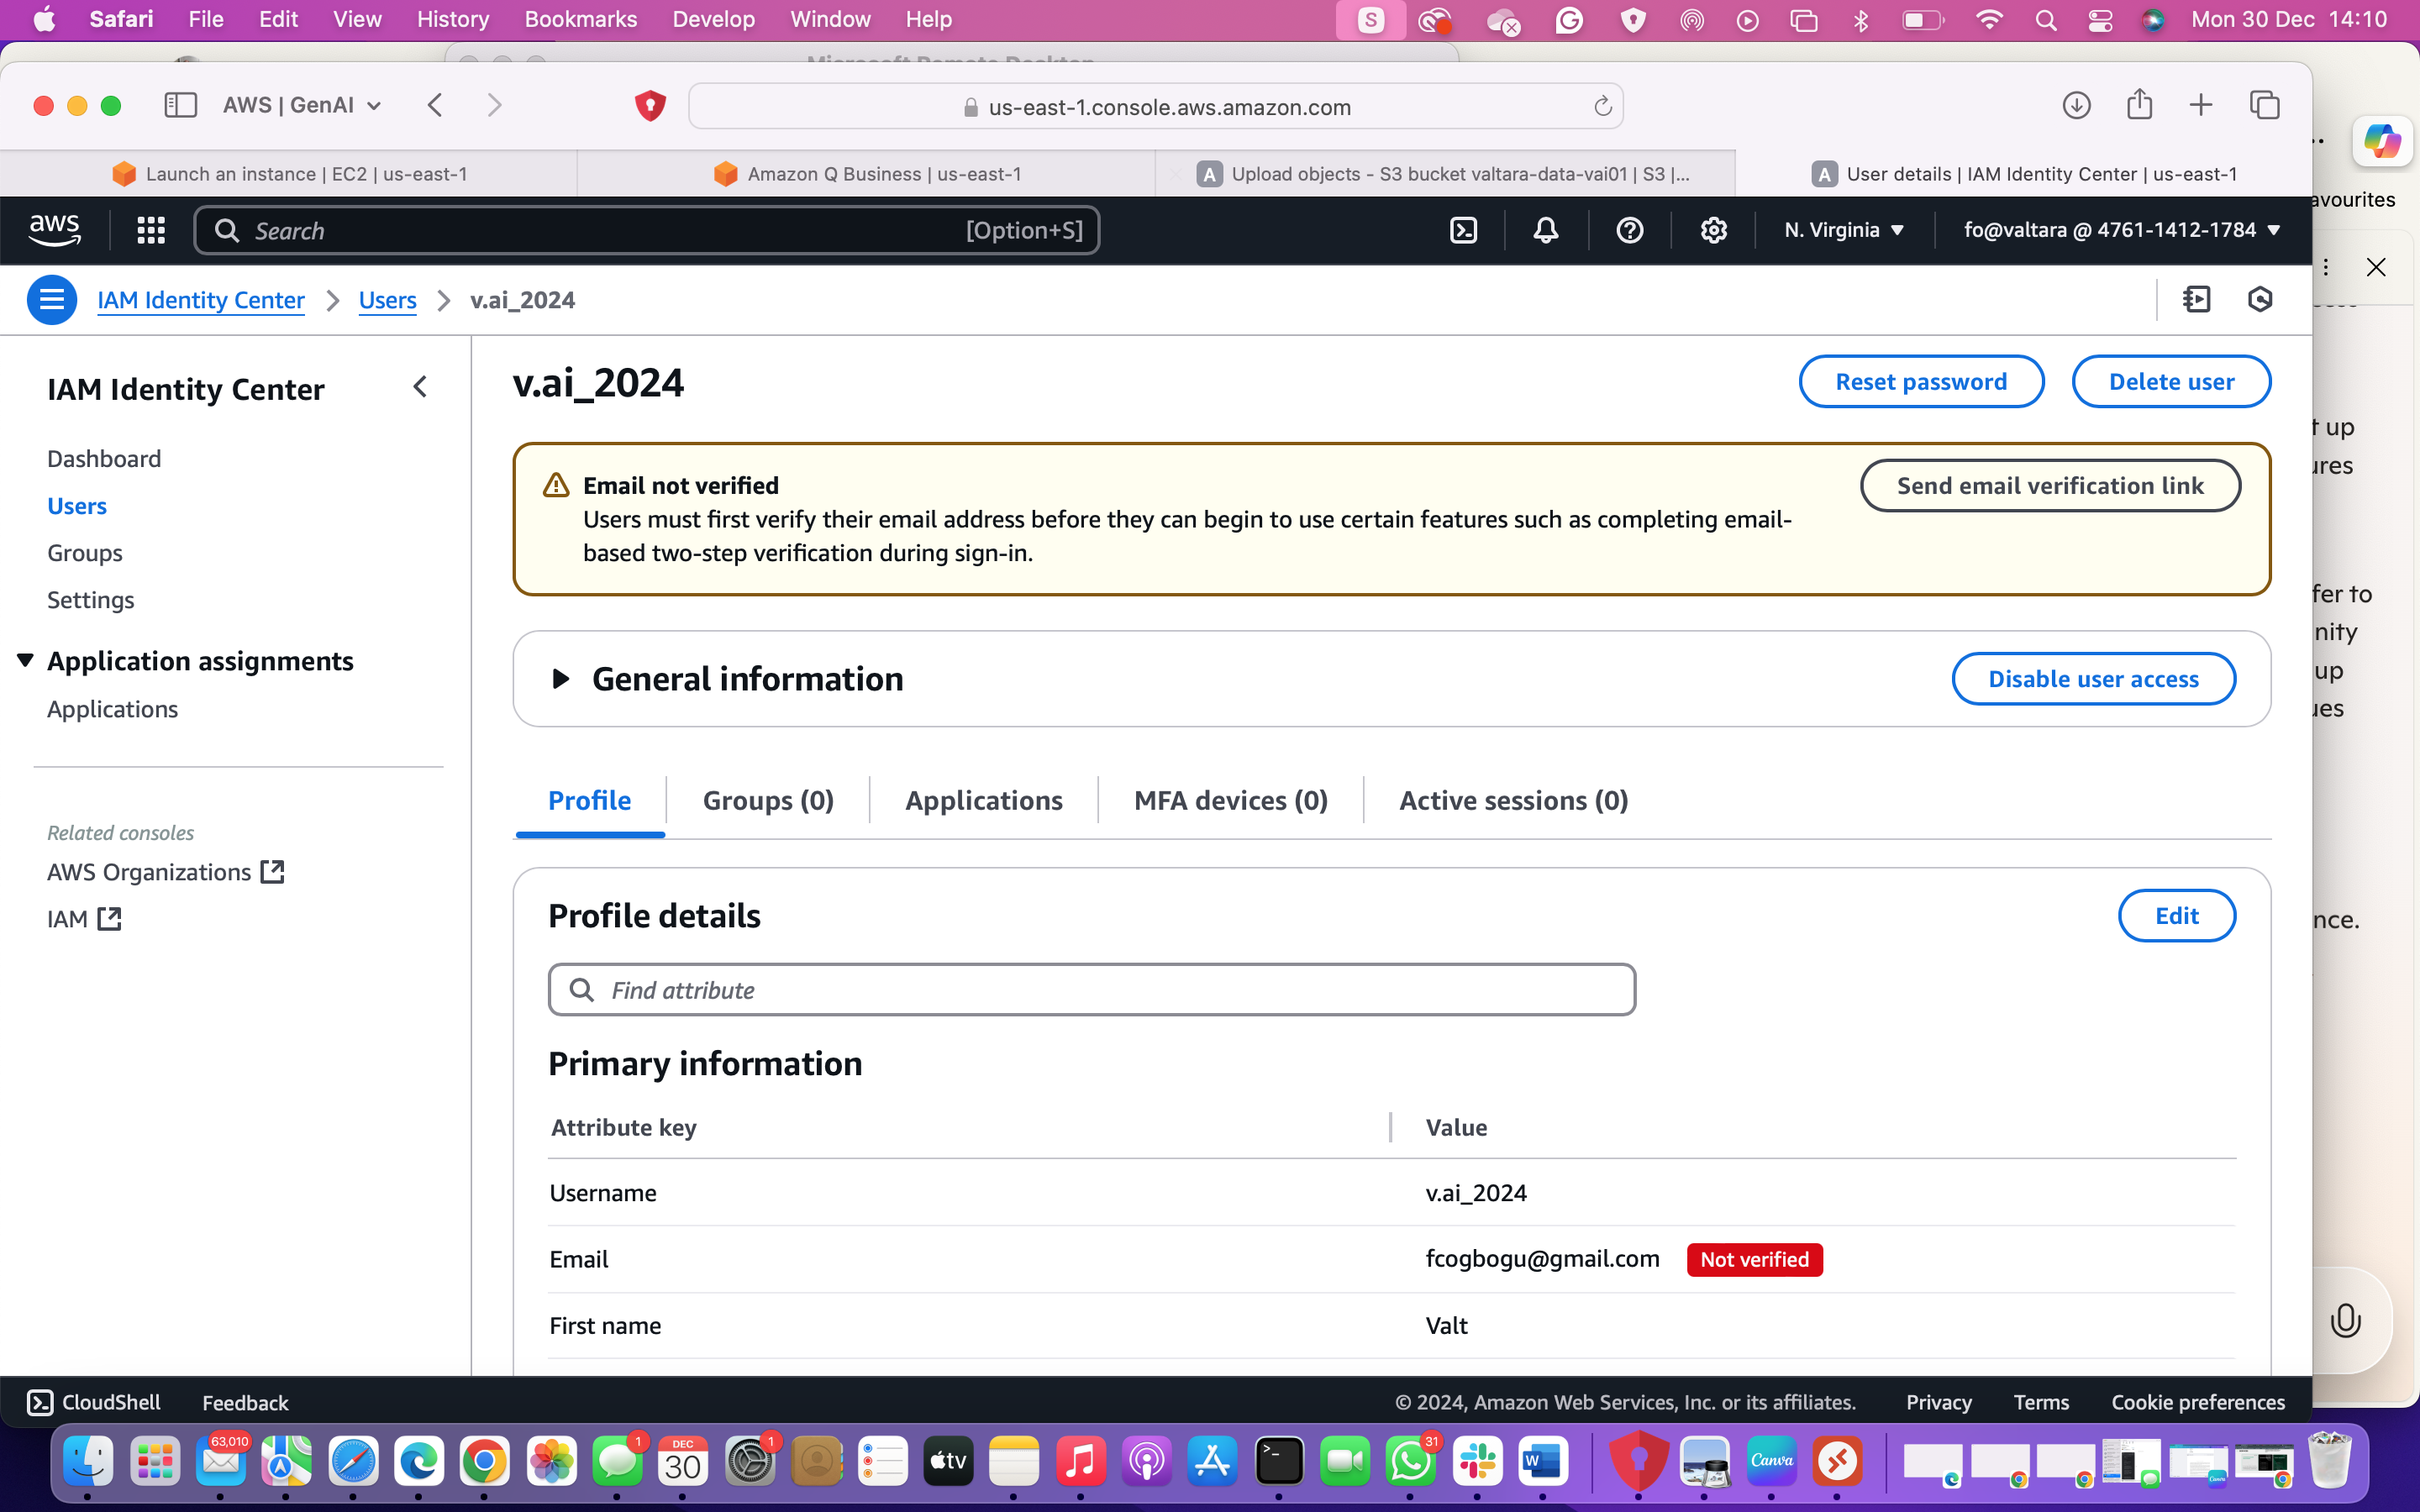 Safari File Edit View History Bookmarks Develop Window Help
Mon 30 Dec 14:10
AWS | GenAI
us-east-1.console.aws.amazon.com
Launch an instance | EC2 | us-east-1
Amazon Q Business | us-east-1
Upload objects - S3 bucket valtara-data-vai01 | S3 |...
User details | IAM Identity Center | us-east-1
avourites
aws
Search
[Option+S]
N. Virginia
fo@valtara @ 4761-1412-1784
IAM Identity Center
Users
v.ai_2024
IAM Identity Center
Dashboard
Users
Groups
Settings
Application assignments
Applications
Related consoles
AWS Organizations
IAM
v.ai_2024
Reset password
Delete user
Email not verified
Users must first verify their email address before they can begin to use certain features such as completing email-
based two-step verification during sign-in.
Send email verification link
General information
Disable user access
Profile
Groups (0)
Applications
MFA devices (0)
Active sessions (0)
Profile details
Edit
Find attribute
Primary information
Attribute key
Value
Username
v.ai_2024
Email
fcogbogu@gmail.com
Not verified
First name
Valt
up
fer to
nity
up
ues
nce.
CloudShell
Feedback
© 2024, Amazon Web Services, Inc. or its affiliates.
Privacy
Terms
Cookie preferences
63,010
1
DEC
30
1
tv
31
W
Canva